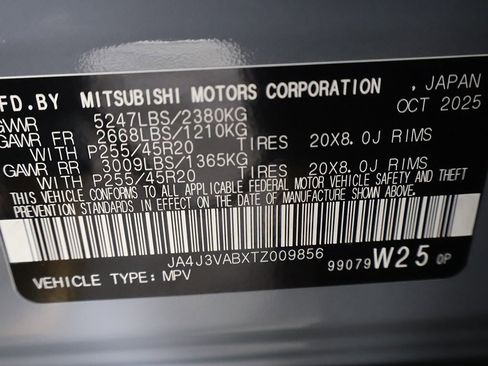 MFD.BY MITSUBISHI MOTORS CORPORATION , JAPAN
GVWR 5247LBS/2380KG OCT 2025
GAWR FR 2668LBS/1210KG
WITH P255/45R20 TIRES 20X8.0J RIMS
GAWR RR 3009LBS/1365KG
WITH P255/45R20 TIRES 20X8.0J RIMS
THIS VEHICLE CONFORMS TO ALL APPLICABLE FEDERAL MOTOR VEHICLE SAFETY AND THEFT
PREVENTION STANDARDS IN EFFECT ON THE DATE OF MANUFACTURE SHOWN ABOVE.
JA4J3VABXTZ009856
VEHICLE TYPE: MPV 99079 W25 0P